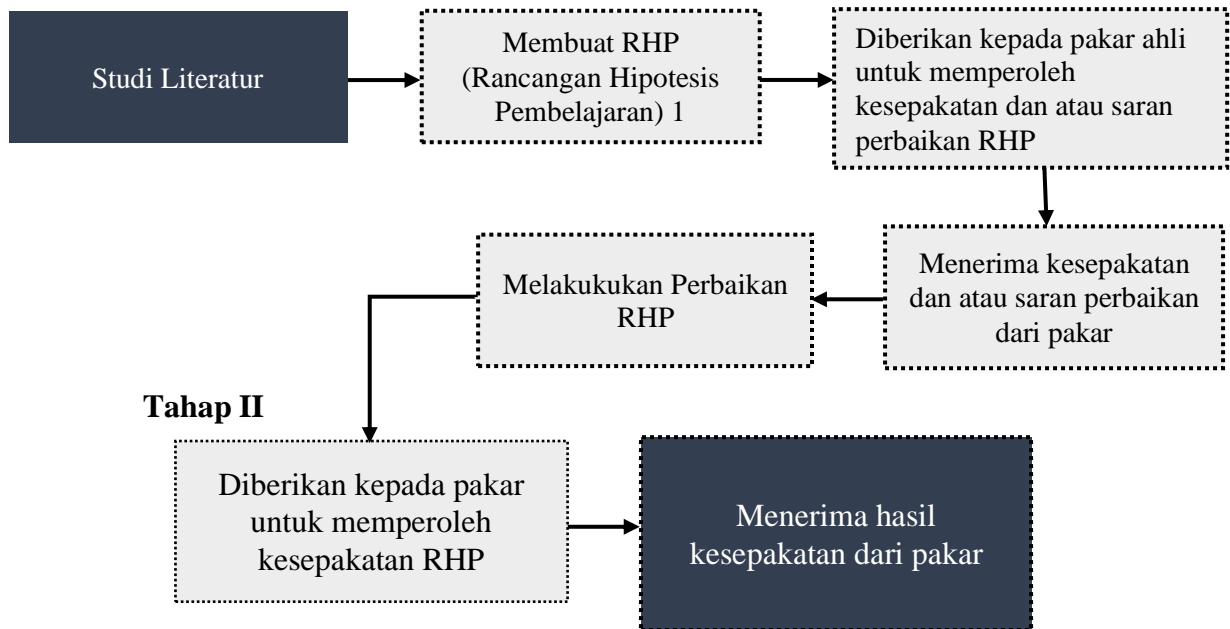 Studi Literatur
Membuat RHP
(Rancangan Hipotesis
Pembelajaran) 1
Diberikan kepada pakar ahli
untuk memperoleh
kesepakatan dan atau saran
perbaikan RHP
Menerima kesepakatan
dan atau saran perbaikan
dari pakar
Melakukukan Perbaikan
RHP
Tahap II
Diberikan kepada pakar
untuk memperoleh
kesepakatan RHP
Menerima hasil
kesepakatan dari pakar